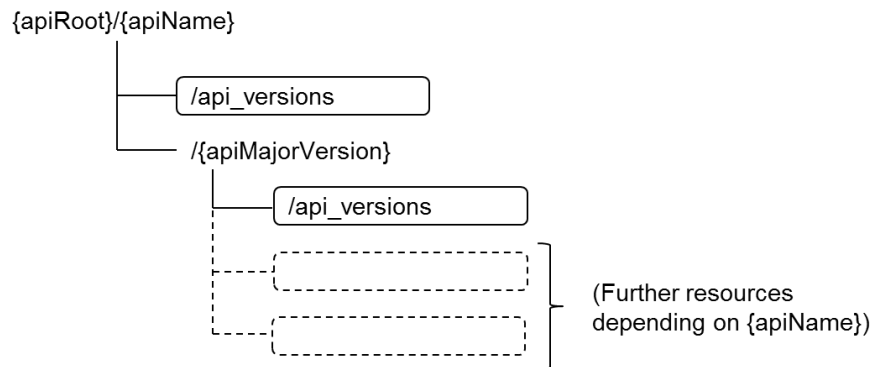 {apiRoot}/{apiName}
/api_versions
/{apiMajorVersion}
/api_versions
(Further resources
depending on {apiName})